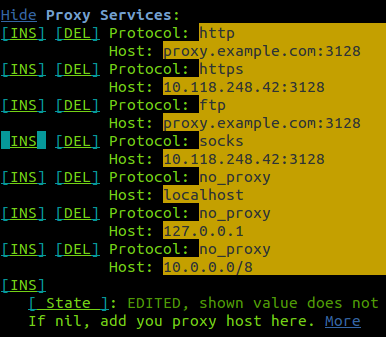 Hide Proxy Services:
[INS] [DEL] Protocol: http
Host: proxy.example.com:3128
[INS] [DEL] Protocol: https
Host: 10.118.248.42:3128
[INS] [DEL] Protocol: ftp
Host: proxy.example.com:3128
[INS] [DEL] Protocol: socks
Host: 10.118.248.42:3128
[INS] [DEL] Protocol: no_proxy
Host: localhost
[INS] [DEL] Protocol: no_proxy
Host: 127.0.0.1
[INS] [DEL] Protocol: no_proxy
Host: 10.0.0.0/8
[INS]
[ State ]: EDITED, shown value does not
If nil, add you proxy host here. More